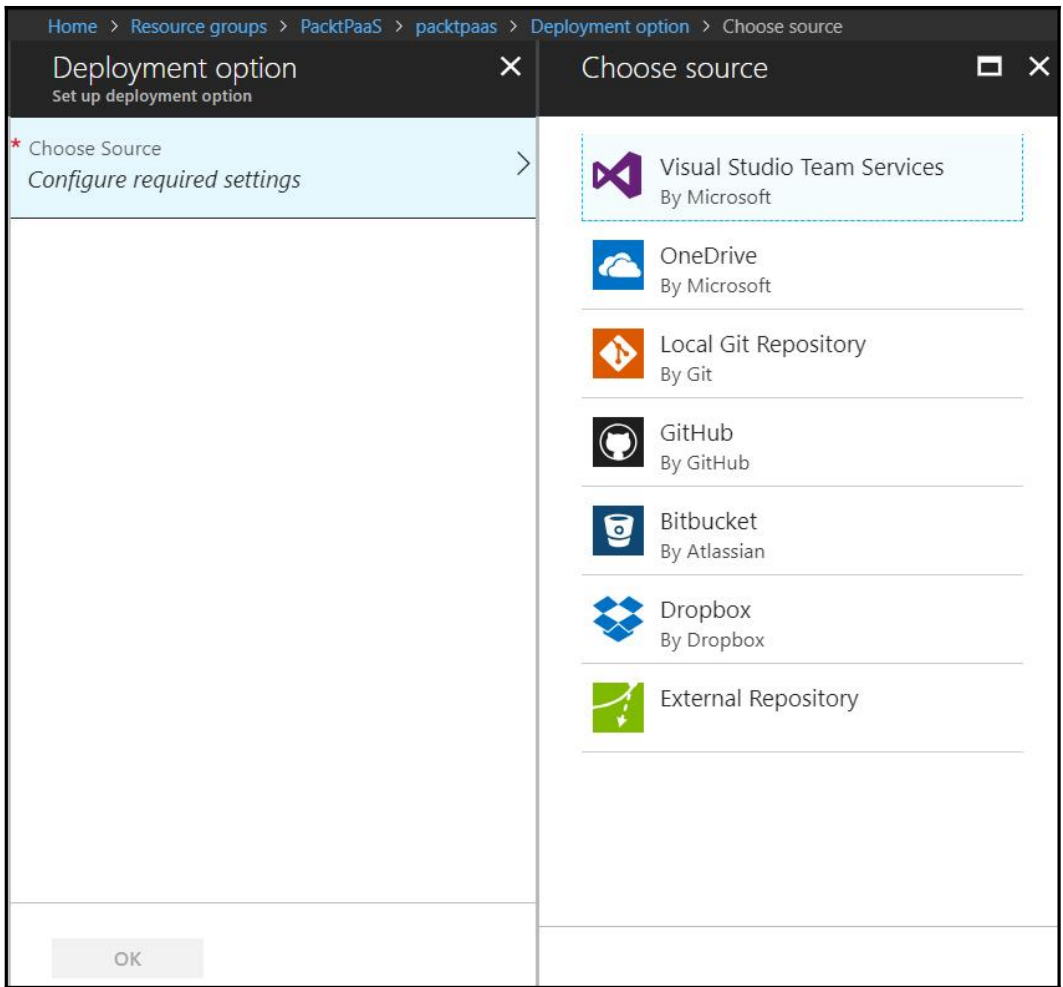 Home > Resource groups > PacktPaaS > packtpaas > Deployment option > Choose source
Deployment option
Set up deployment option
* Choose Source
Configure required settings
OK
Choose source
Visual Studio Team Services
By Microsoft
OneDrive
By Microsoft
Local Git Repository
By Git
GitHub
By GitHub
Bitbucket
By Atlassian
Dropbox
By Dropbox
External Repository